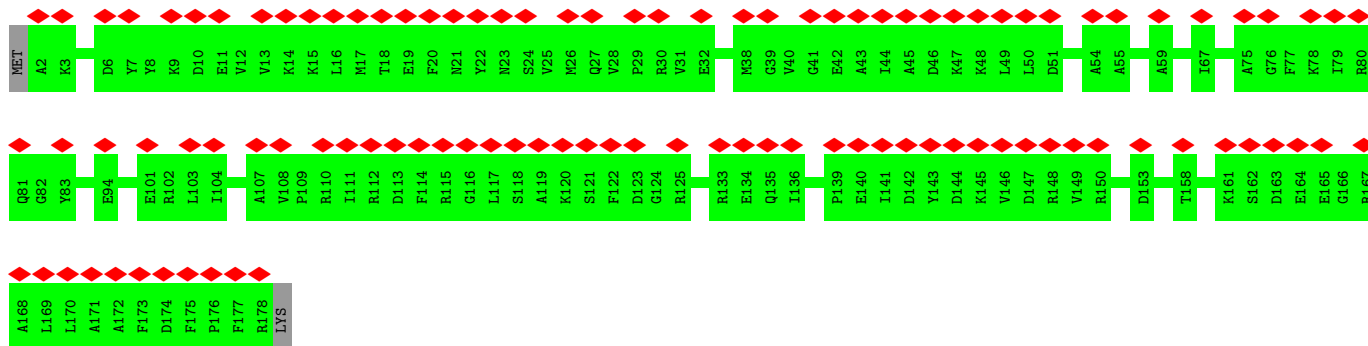 MET A2 K3 D6 Y7 Y8 K9 D10 E11 V12 V13 K14 K15 L16 M17 T18 E19 F20 N21 Y22 N23 S24 V25 M26 Q27 V28 P29 R30 V31 E32 M38 G39 V40 G41 E42 A43 I44 A45 D46 K47 K48 L49 L50 D51 A54 A55 A59 I67 A75 G76 F77 K78 I79 R80
Q81 G82 Y83 E94 E101 R102 L103 I104 A107 V108 P109 R110 I111 R112 D113 F114 R115 G116 L117 S118 A119 K120 S121 F122 D123 G124 R125 R133 E134 Q135 I136 P139 E140 I141 D142 Y143 D144 K145 V146 D147 R148 V149 R150 D153 T158 K161 S162 D163 E164 E165 G166 R167
A168 L169 L170 A171 A172 F173 D174 F175 P176 F177 R178 LYS